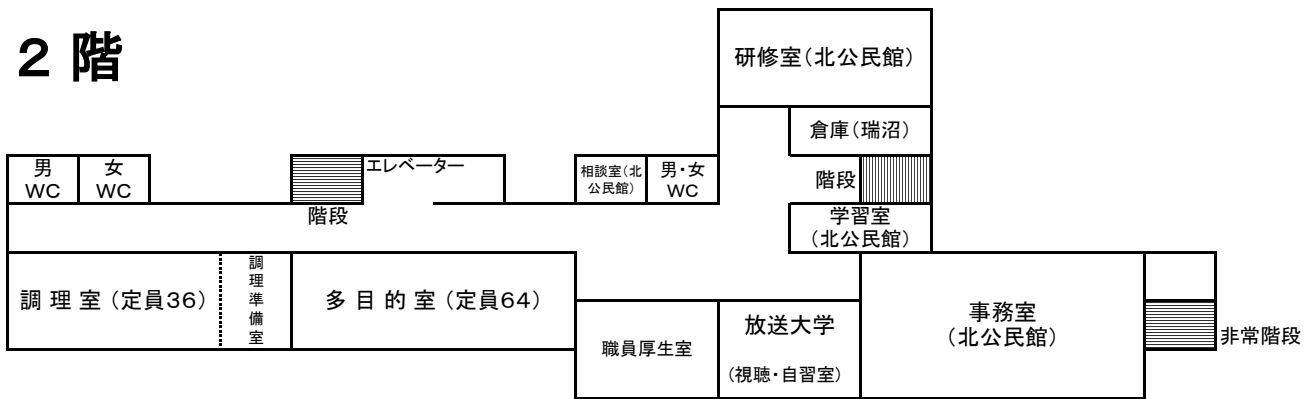 2 階
研修室(北公民館)
倉庫(瑞沼)
男
WC
女
WC
エレベーター
相談室(北
公民館)
男・女
WC
階段
階段
学習室
(北公民館)
調 理 室 (定員36)
調
理
準
備
室
多 目 的 室 (定員64)
事務室
(北公民館)
放送大学
職員厚生室
(視聴・自習室)
非常階段